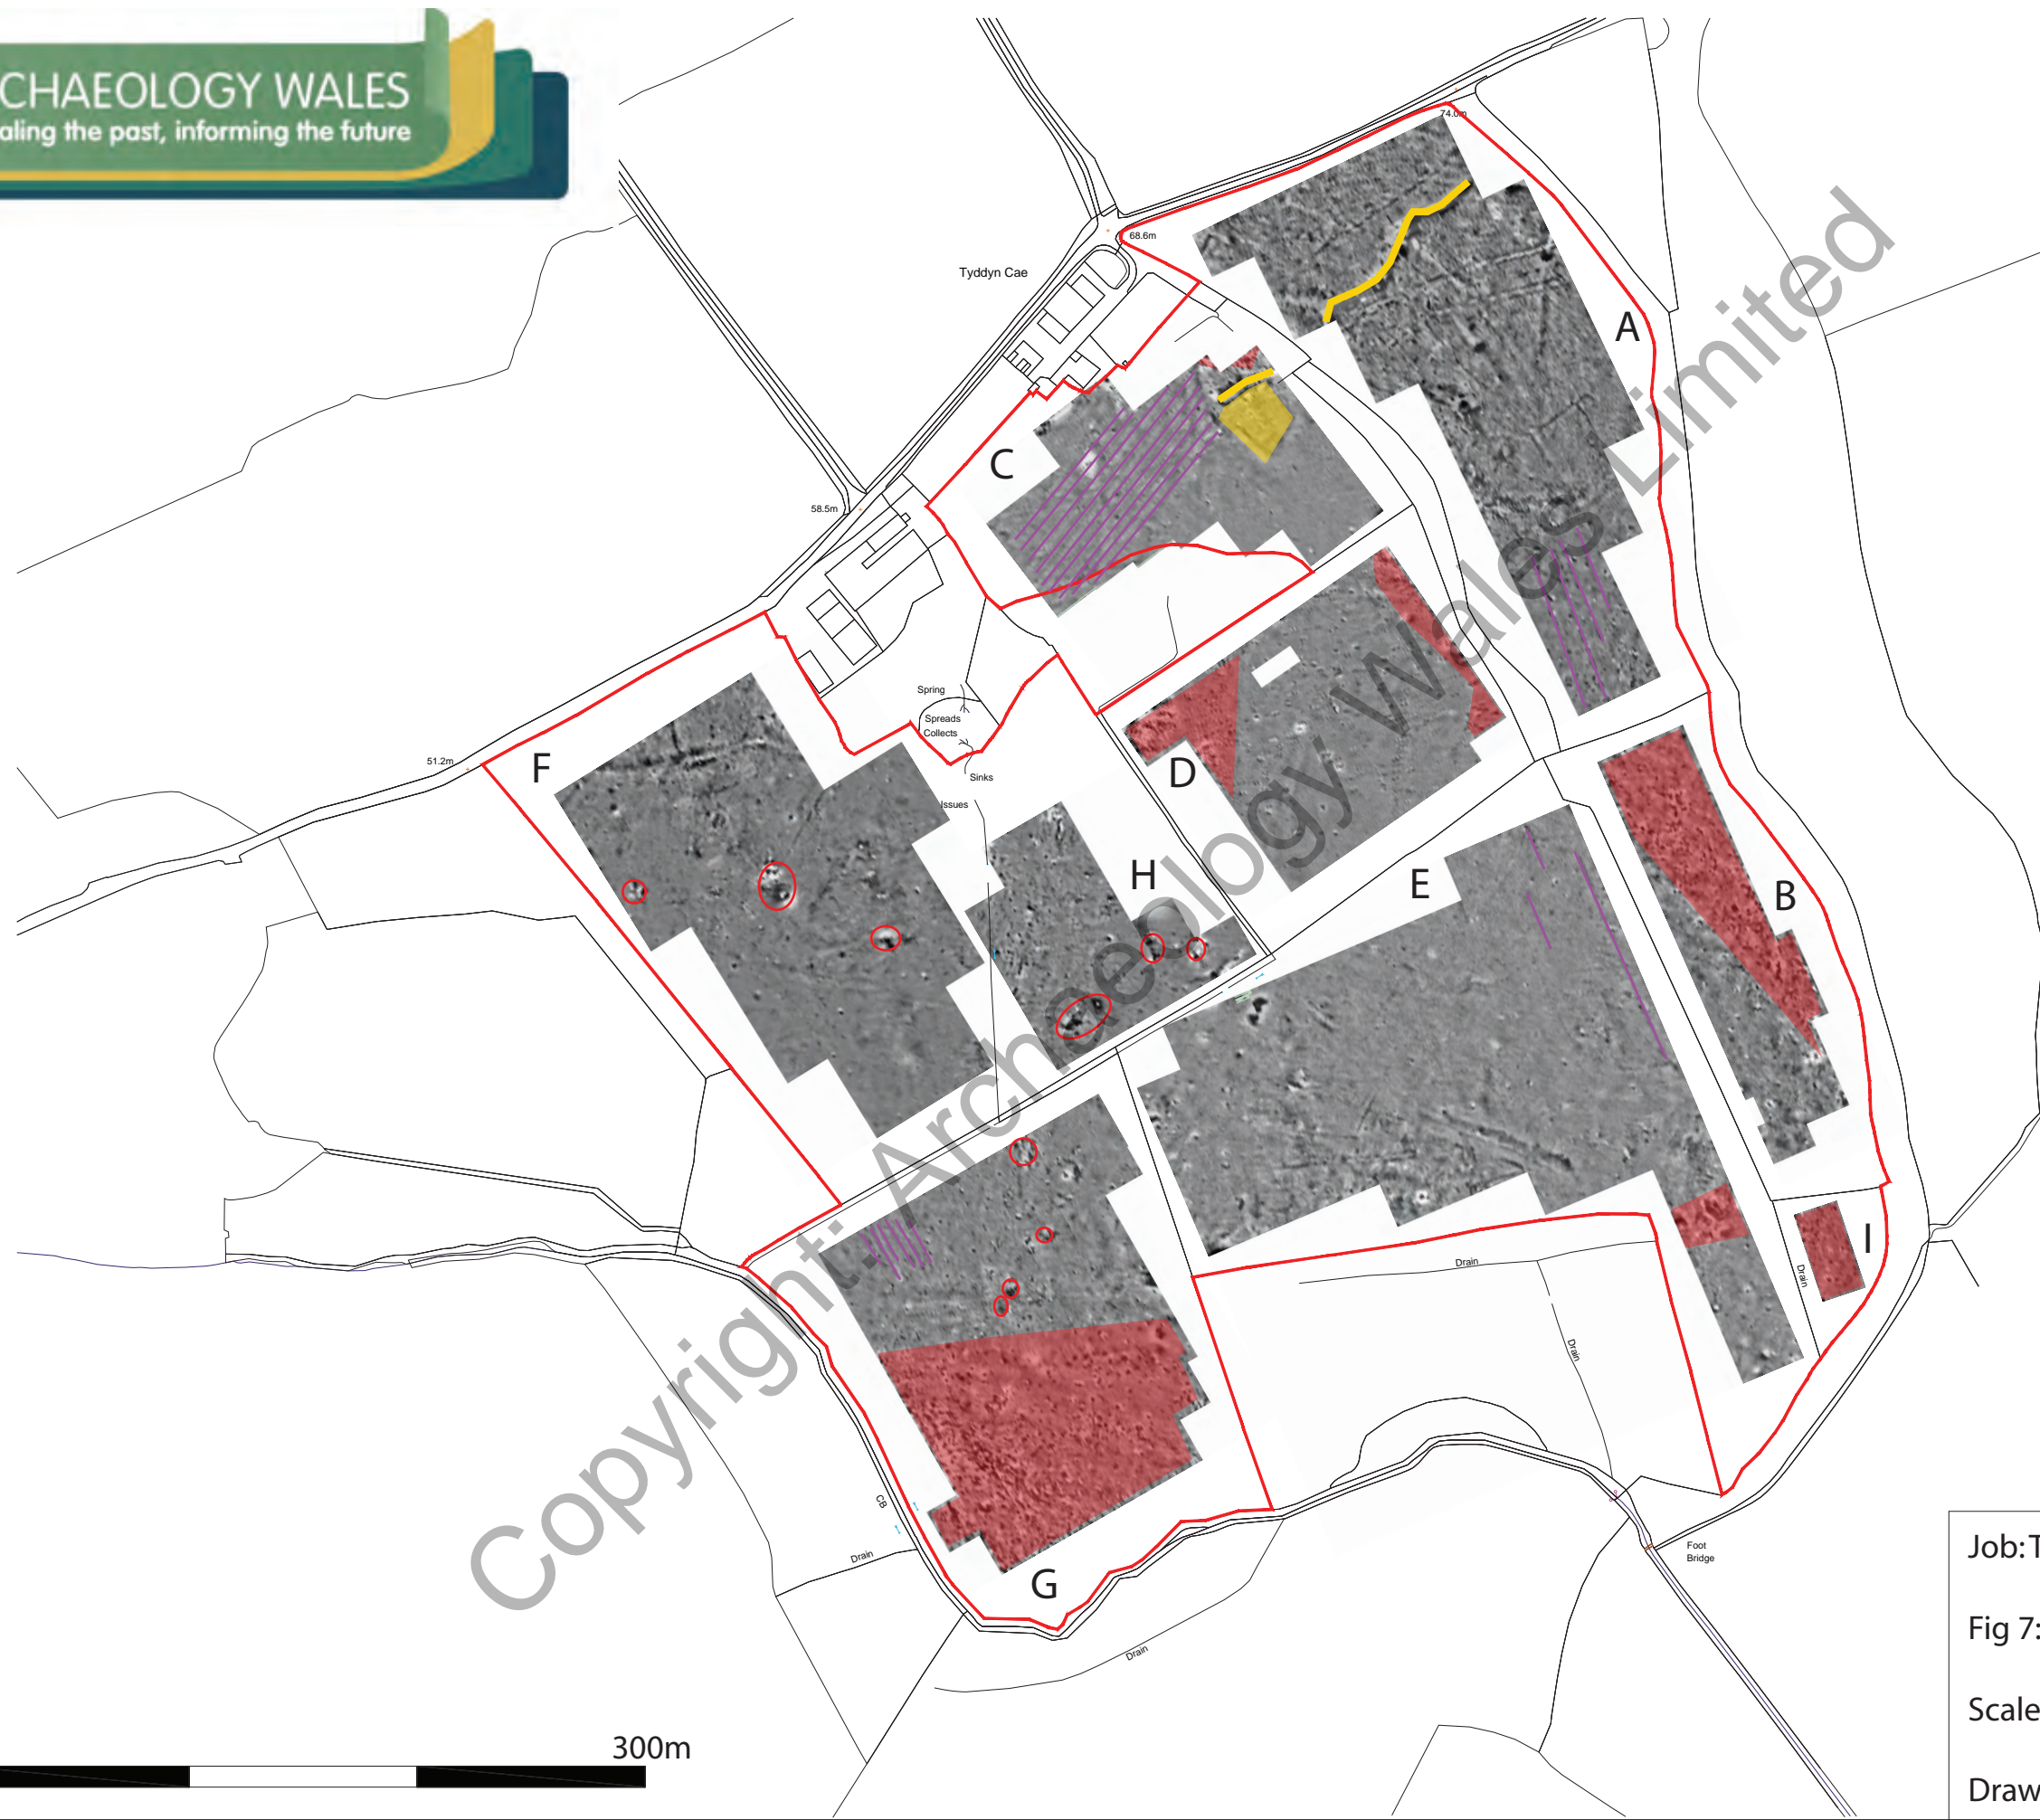 CHAEOLOGY WALES
aling the past, informing the future
74.0m
68.6m
Tyddyn Cae
A
C
58.5m
Spring
Spreads
Collects
Sinks
Issues
51.2m
F
D
H
E
B
I
Drain
Drain
Drain
CB
Drain
G
Drain
Foot
Bridge
300m
Job:T
Fig 7:
Scale
Draw
Copyright: Archaeology Wales Limited